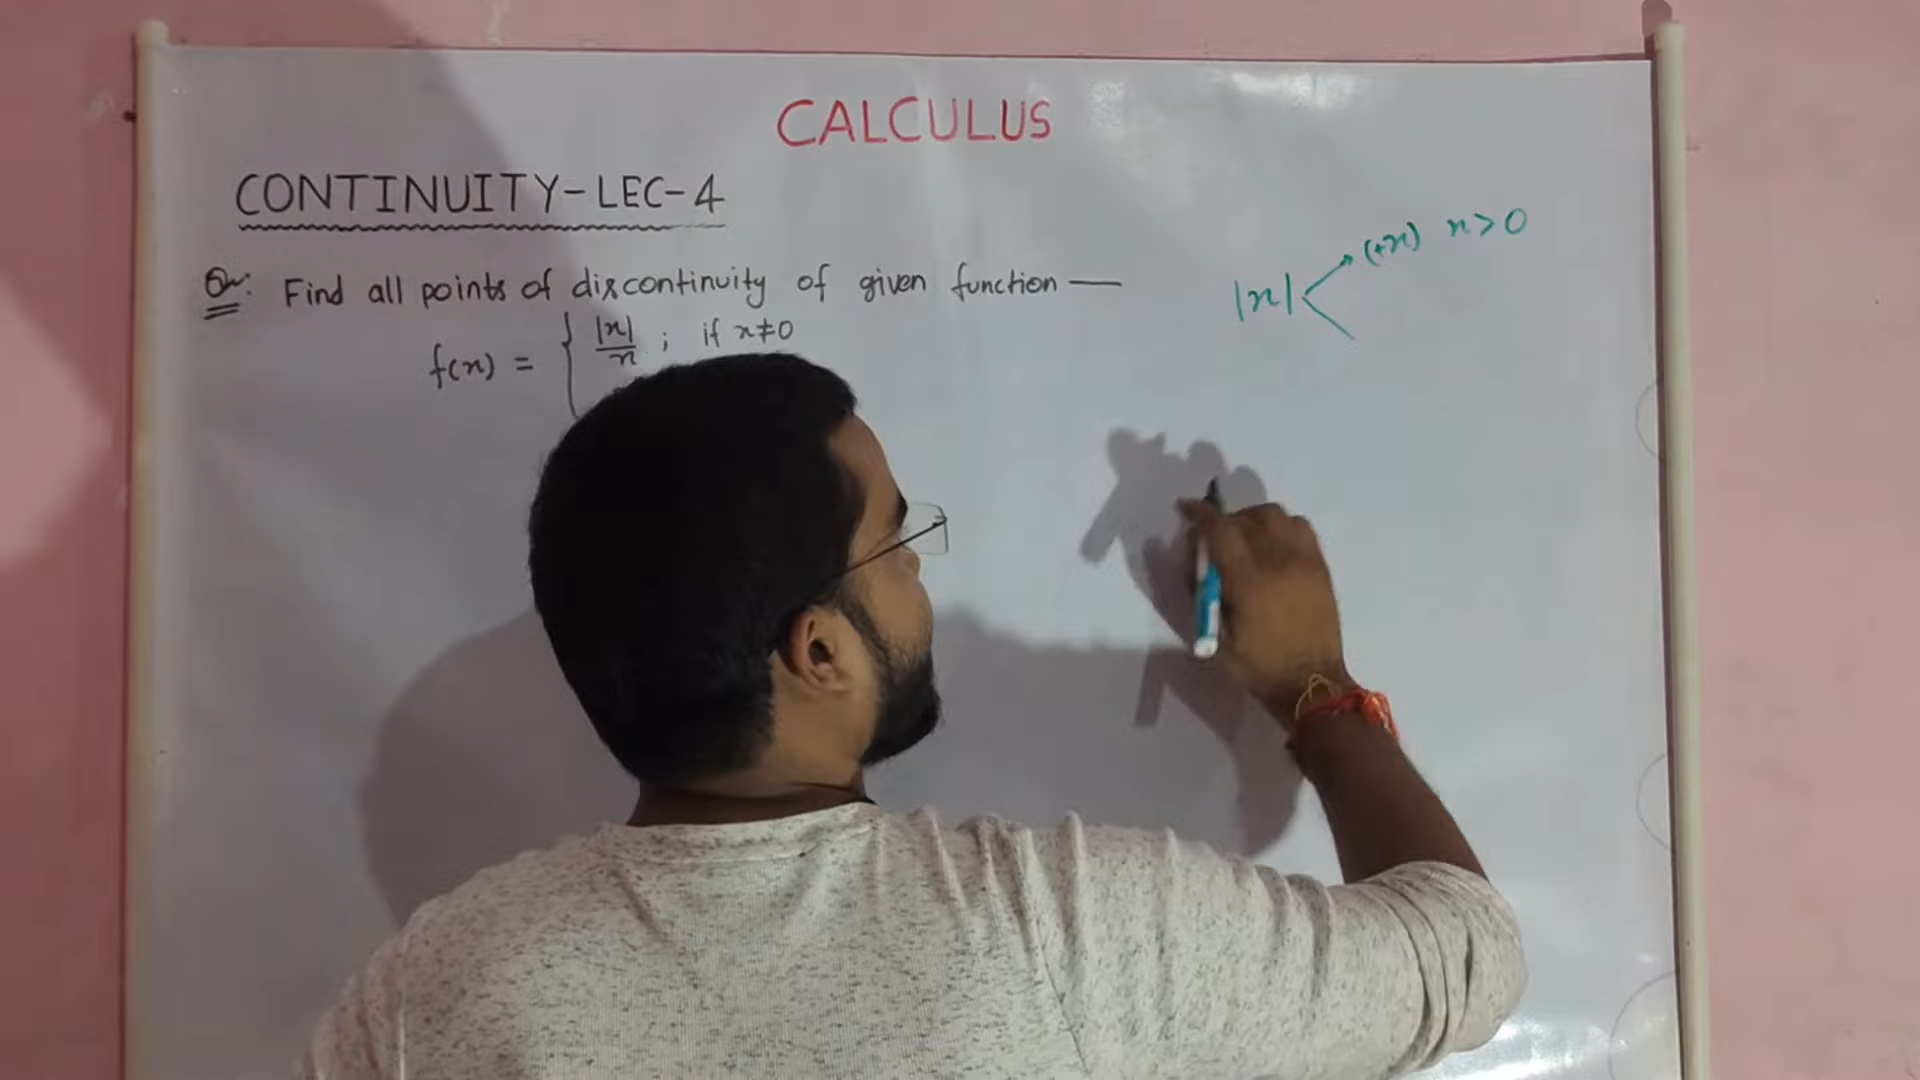 CALCULUS
CONTINUITY-LEC-4
Qu: Find all points of discontinuity of given function —
f(x) = { |x|/x ; if x≠0
|x| (+x) x>0